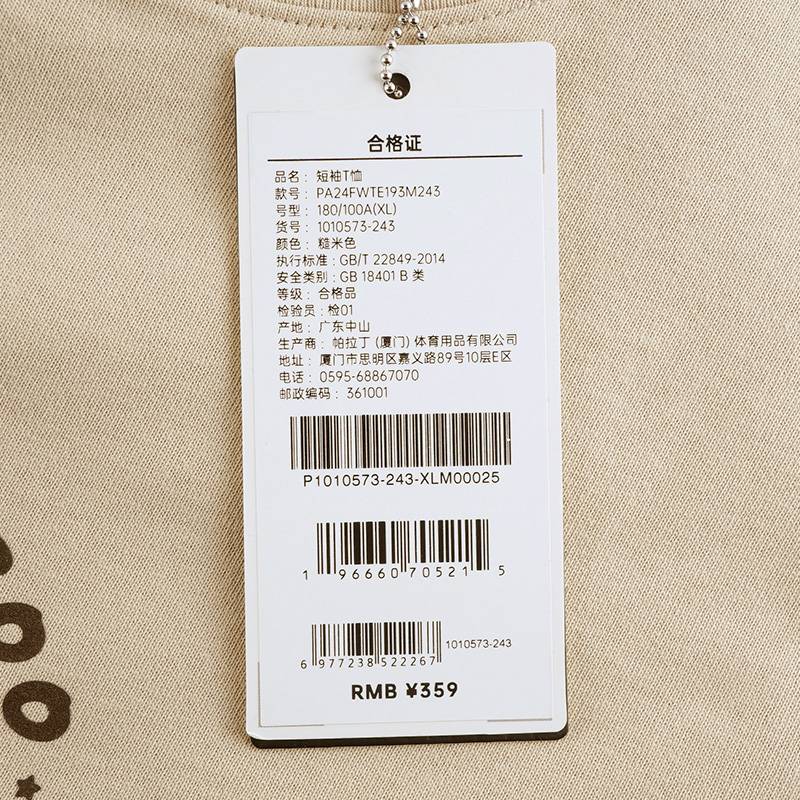 合格证
品名：短袖T恤
款号：PA24FWTE193M243
号型：180/100A(XL)
货号：1010573-243
颜色：糙米色
执行标准：GB/T 22849-2014
安全类别：GB 18401 B 类
等级：合格品
检验员：检01
产地：广东中山
生产商：帕拉丁 (厦门) 体育用品有限公司
地址：厦门市思明区嘉义路89号10层E区
电话：0595-68867070
邮政编码：361001
P1010573-243-XLM00025
1 96660 70521 5
6 977238 522267
1010573-243
RMB ¥359